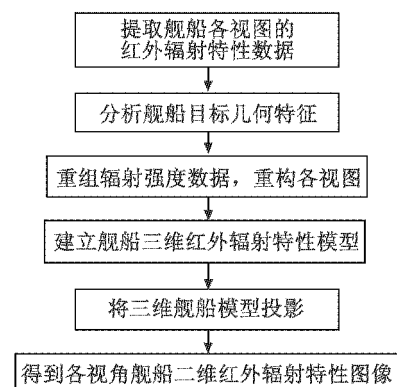 提取舰船各视图的
红外辐射特性数据
分析舰船目标几何特征
重组辐射强度数据，重构各视图
建立舰船三维红外辐射特性模型
将三维舰船模型投影
得到各视角舰船二维红外辐射特性图像